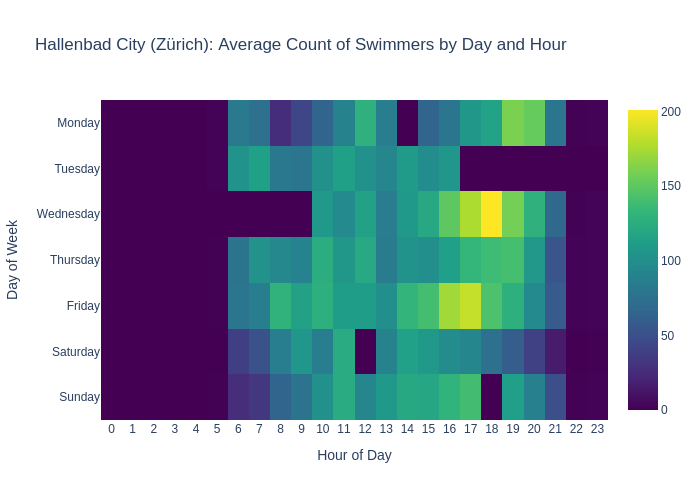 Hallenbad City (Zürich): Average Count of Swimmers by Day and Hour
Day of Week
Monday
Tuesday
Wednesday
Thursday
Friday
Saturday
Sunday
0 1 2 3 4 5 6 7 8 9 10 11 12 13 14 15 16 17 18 19 20 21 22 23
Hour of Day
200
150
100
50
0